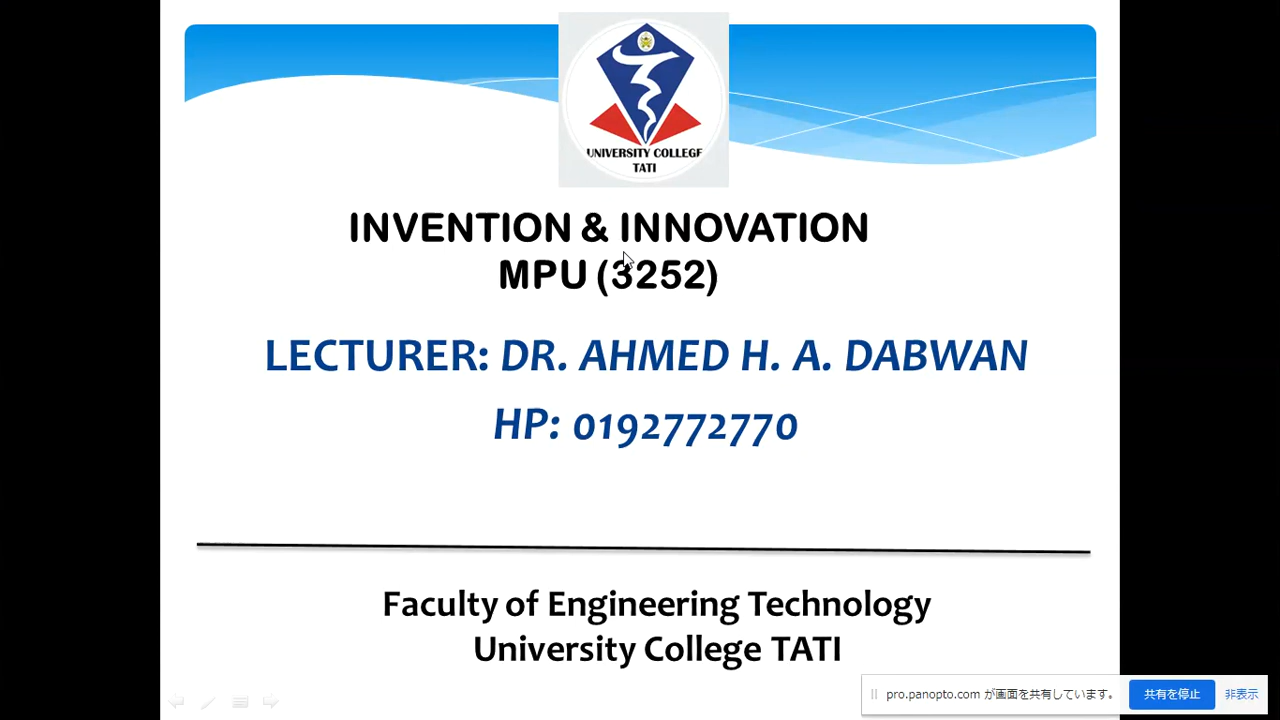 UNIVERSITY COLLEGE
TATI
INVENTION & INNOVATION
MPU (3252)
LECTURER: DR. AHMED H. A. DABWAN
HP: 0192772770
Faculty of Engineering Technology
University College TATI
pro.panopto.com が画面を共有しています。 共有を停止 非表示